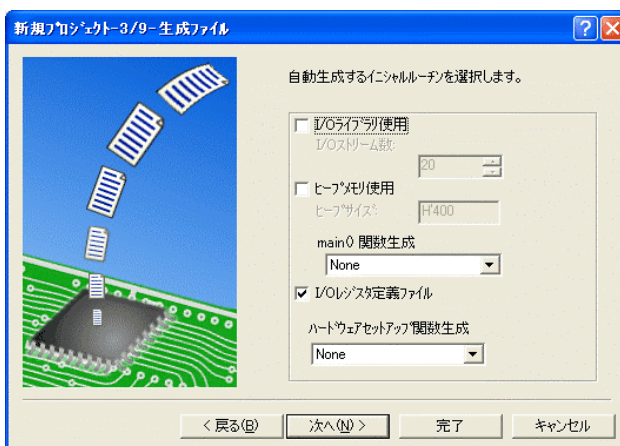 新規ﾌﾟﾛｼﾞｪｸﾄ-3/9-生成ﾌｧｲﾙ
自動生成するｲﾆｼｬﾙﾙｰﾁﾝを選択します。
I/Oﾗｲﾌﾞﾗﾘ使用
I/Oｽﾄﾘｰﾑ数:
20
ﾋｰﾌﾟﾒﾓﾘ使用
ﾋｰﾌﾟｻｲｽﾞ:
H'400
main() 関数生成
None
I/Oﾚｼﾞｽﾀ定義ﾌｧｲﾙ
ﾊｰﾄﾞｳｪｱｾｯﾄｱｯﾌﾟ関数生成
None
< 戻る(B)
次へ(N) >
完了
ｷｬﾝｾﾙ